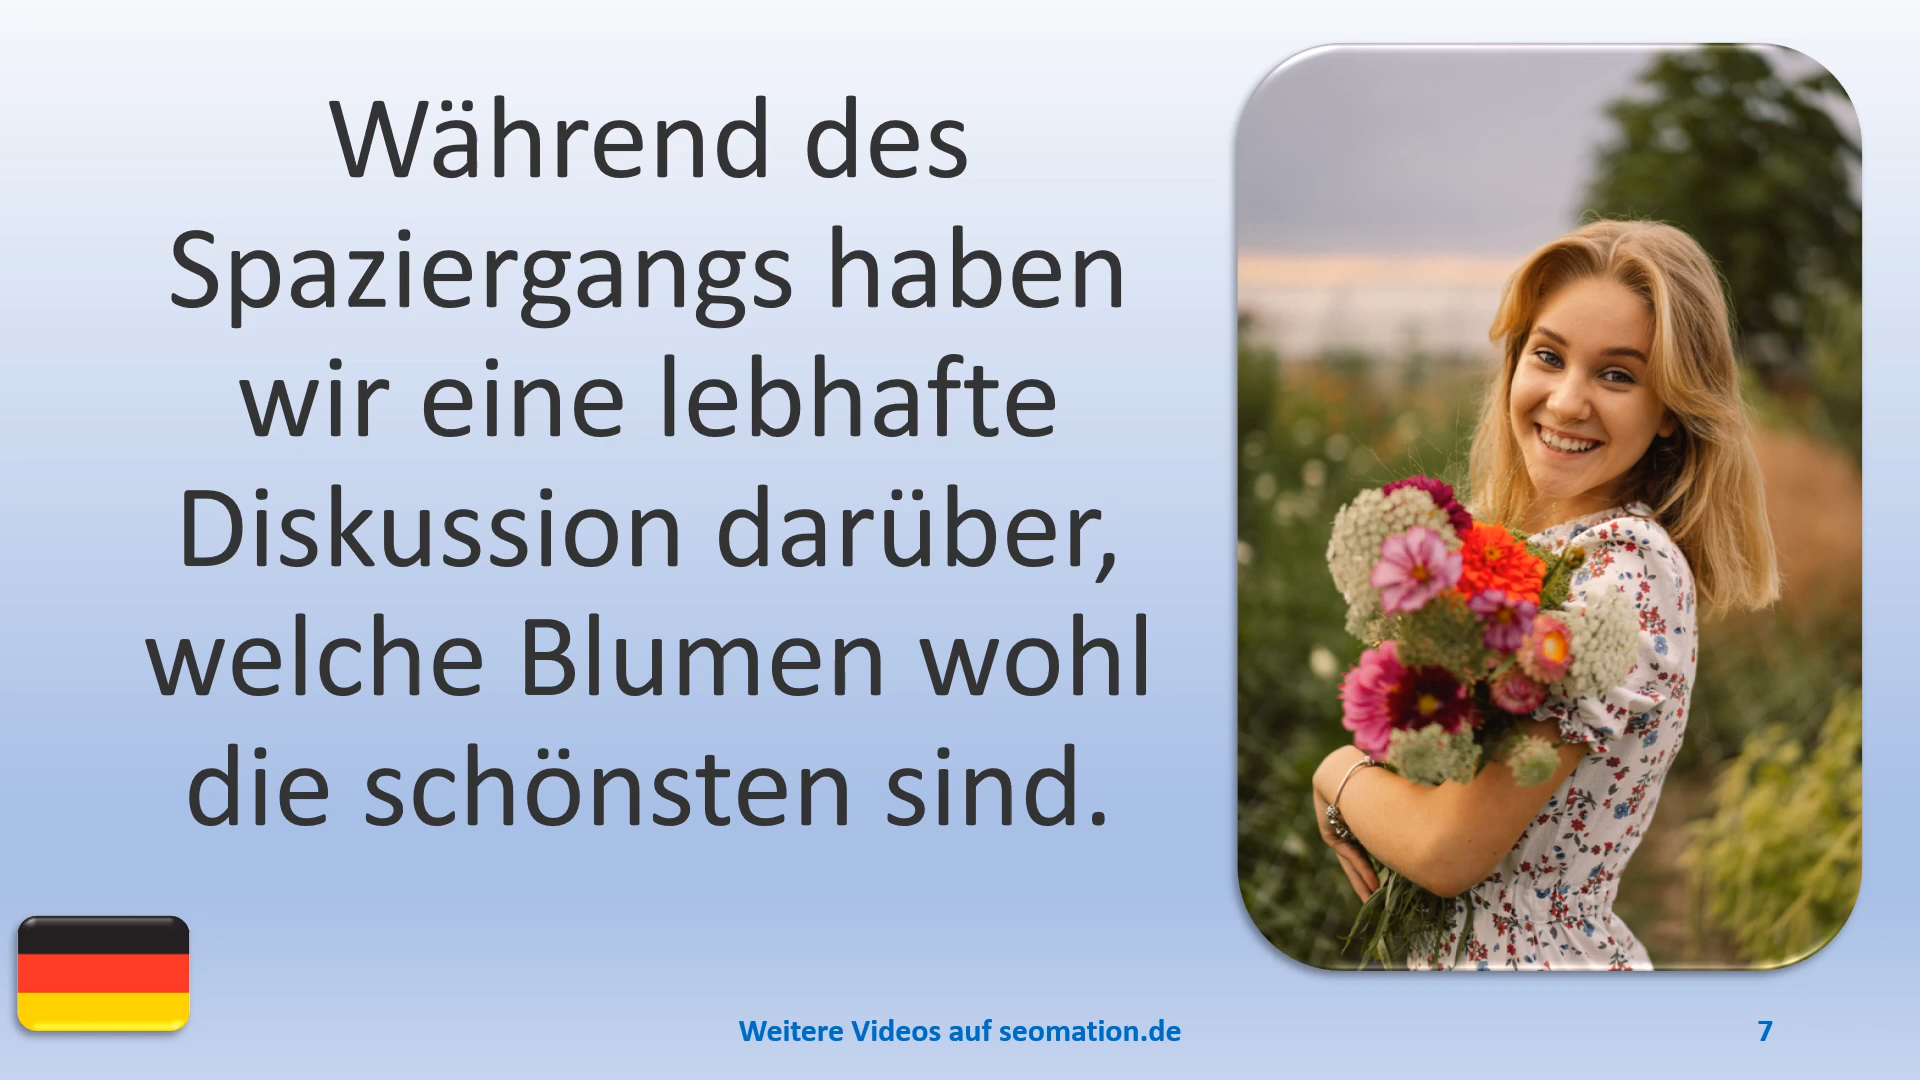 Während des
Spaziergangs haben
wir eine lebhafte
Diskussion darüber,
welche Blumen wohl
die schönsten sind.
Weitere Videos auf seomation.de
7